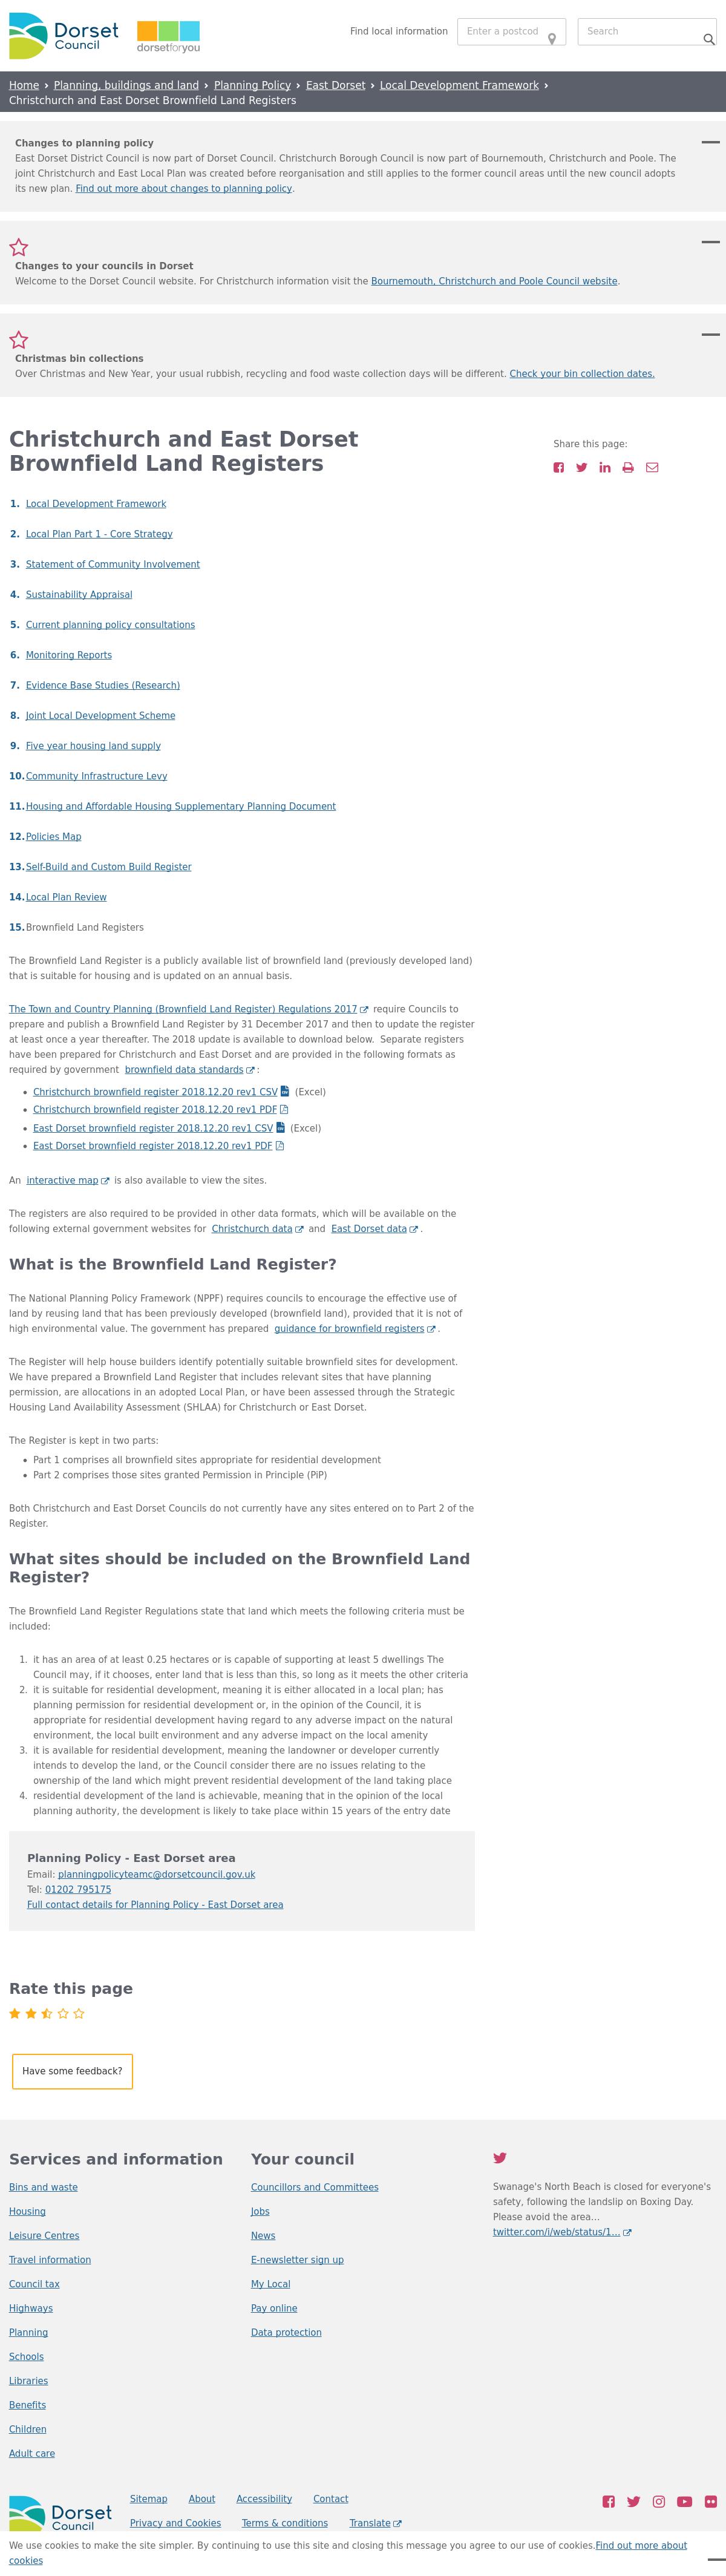 Dorset
Council
dorsetforyou
Find local information
Enter a postcod
Search
Home › Planning, buildings and land › Planning Policy › East Dorset › Local Development Framework ›
Christchurch and East Dorset Brownfield Land Registers
Changes to planning policy
East Dorset District Council is now part of Dorset Council. Christchurch Borough Council is now part of Bournemouth, Christchurch and Poole. The
joint Christchurch and East Local Plan was created before reorganisation and still applies to the former council areas until the new council adopts
its new plan. Find out more about changes to planning policy.
Changes to your councils in Dorset
Welcome to the Dorset Council website. For Christchurch information visit the Bournemouth, Christchurch and Poole Council website.
Christmas bin collections
Over Christmas and New Year, your usual rubbish, recycling and food waste collection days will be different. Check your bin collection dates.
Christchurch and East Dorset
Brownfield Land Registers
Share this page:
1. Local Development Framework
2. Local Plan Part 1 - Core Strategy
3. Statement of Community Involvement
4. Sustainability Appraisal
5. Current planning policy consultations
6. Monitoring Reports
7. Evidence Base Studies (Research)
8. Joint Local Development Scheme
9. Five year housing land supply
10. Community Infrastructure Levy
11. Housing and Affordable Housing Supplementary Planning Document
12. Policies Map
13. Self-Build and Custom Build Register
14. Local Plan Review
15. Brownfield Land Registers
The Brownfield Land Register is a publicly available list of brownfield land (previously developed land)
that is suitable for housing and is updated on an annual basis.
The Town and Country Planning (Brownfield Land Register) Regulations 2017 require Councils to
prepare and publish a Brownfield Land Register by 31 December 2017 and then to update the register
at least once a year thereafter. The 2018 update is available to download below. Separate registers
have been prepared for Christchurch and East Dorset and are provided in the following formats as
required by government brownfield data standards :
• Christchurch brownfield register 2018.12.20 rev1 CSV (Excel)
• Christchurch brownfield register 2018.12.20 rev1 PDF
• East Dorset brownfield register 2018.12.20 rev1 CSV (Excel)
• East Dorset brownfield register 2018.12.20 rev1 PDF
An interactive map is also available to view the sites.
The registers are also required to be provided in other data formats, which will be available on the
following external government websites for Christchurch data and East Dorset data .
What is the Brownfield Land Register?
The National Planning Policy Framework (NPPF) requires councils to encourage the effective use of
land by reusing land that has been previously developed (brownfield land), provided that it is not of
high environmental value. The government has prepared guidance for brownfield registers .
The Register will help house builders identify potentially suitable brownfield sites for development.
We have prepared a Brownfield Land Register that includes relevant sites that have planning
permission, are allocations in an adopted Local Plan, or have been assessed through the Strategic
Housing Land Availability Assessment (SHLAA) for Christchurch or East Dorset.
The Register is kept in two parts:
• Part 1 comprises all brownfield sites appropriate for residential development
• Part 2 comprises those sites granted Permission in Principle (PiP)
Both Christchurch and East Dorset Councils do not currently have any sites entered on to Part 2 of the
Register.
What sites should be included on the Brownfield Land
Register?
The Brownfield Land Register Regulations state that land which meets the following criteria must be
included:
1. it has an area of at least 0.25 hectares or is capable of supporting at least 5 dwellings The
Council may, if it chooses, enter land that is less than this, so long as it meets the other criteria
2. it is suitable for residential development, meaning it is either allocated in a local plan; has
planning permission for residential development or, in the opinion of the Council, it is
appropriate for residential development having regard to any adverse impact on the natural
environment, the local built environment and any adverse impact on the local amenity
3. it is available for residential development, meaning the landowner or developer currently
intends to develop the land, or the Council consider there are no issues relating to the
ownership of the land which might prevent residential development of the land taking place
4. residential development of the land is achievable, meaning that in the opinion of the local
planning authority, the development is likely to take place within 15 years of the entry date
Planning Policy - East Dorset area
Email: planningpolicyteamc@dorsetcouncil.gov.uk
Tel: 01202 795175
Full contact details for Planning Policy - East Dorset area
Rate this page
Have some feedback?
Services and information
Bins and waste
Housing
Leisure Centres
Travel information
Council tax
Highways
Planning
Schools
Libraries
Benefits
Children
Adult care
Your council
Councillors and Committees
Jobs
News
E-newsletter sign up
My Local
Pay online
Data protection
Swanage's North Beach is closed for everyone's
safety, following the landslip on Boxing Day.
Please avoid the area…
twitter.com/i/web/status/1…
Dorset
Sitemap About Accessibility Contact
Privacy and Cookies Terms & conditions Translate
We use cookies to make the site simpler. By continuing to use this site and closing this message you agree to our use of cookies.Find out more about
cookies